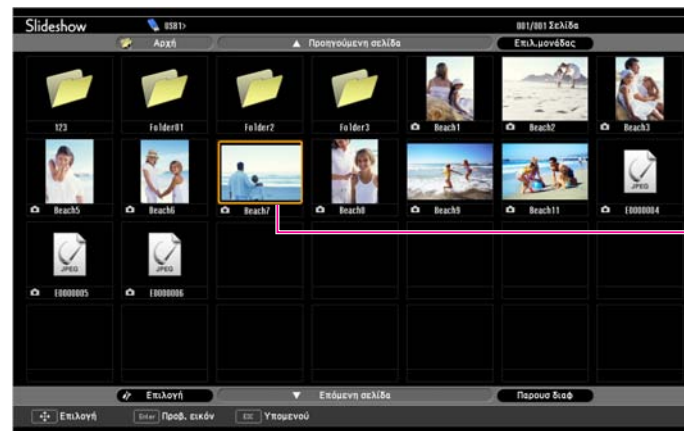 Slideshow USB1> 001/001 Σελίδα
Αρχή ▲ Προηγούμενη σελίδα Επιλ.μονάδας
123 Folder01 Folder2 Folder3 Beach1 Beach2 Beach3
Beach5 Beach6 Beach7 Beach8 Beach9 Beach11 E0000004
JPEG
JPEG JPEG
E0000005 E0000006
Επιλογή ▼ Επόμενη σελίδα Παρουσ διαφ
Επιλογή Enter Προβ. εικόν ESC Υπομενού